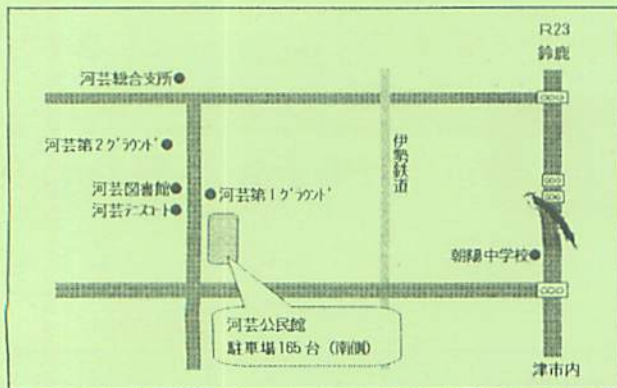 R23
鈴鹿
河芸総合支所
河芸第2グラウンド
伊勢鉄道
河芸図書館
河芸第1グラウンド
河芸テニスコート
朝陽中学校
河芸公民館
駐車場165台(南側)
津市内